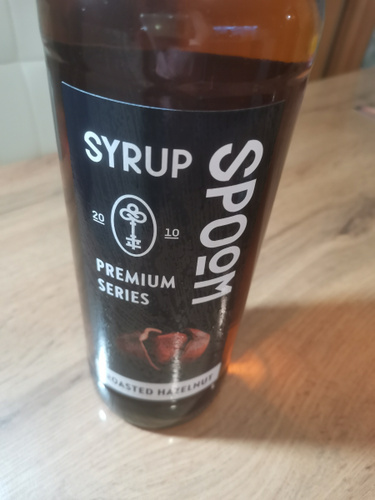 SYRUP
SPOOM
20 10
PREMIUM
SERIES
ROASTED HAZELNUT